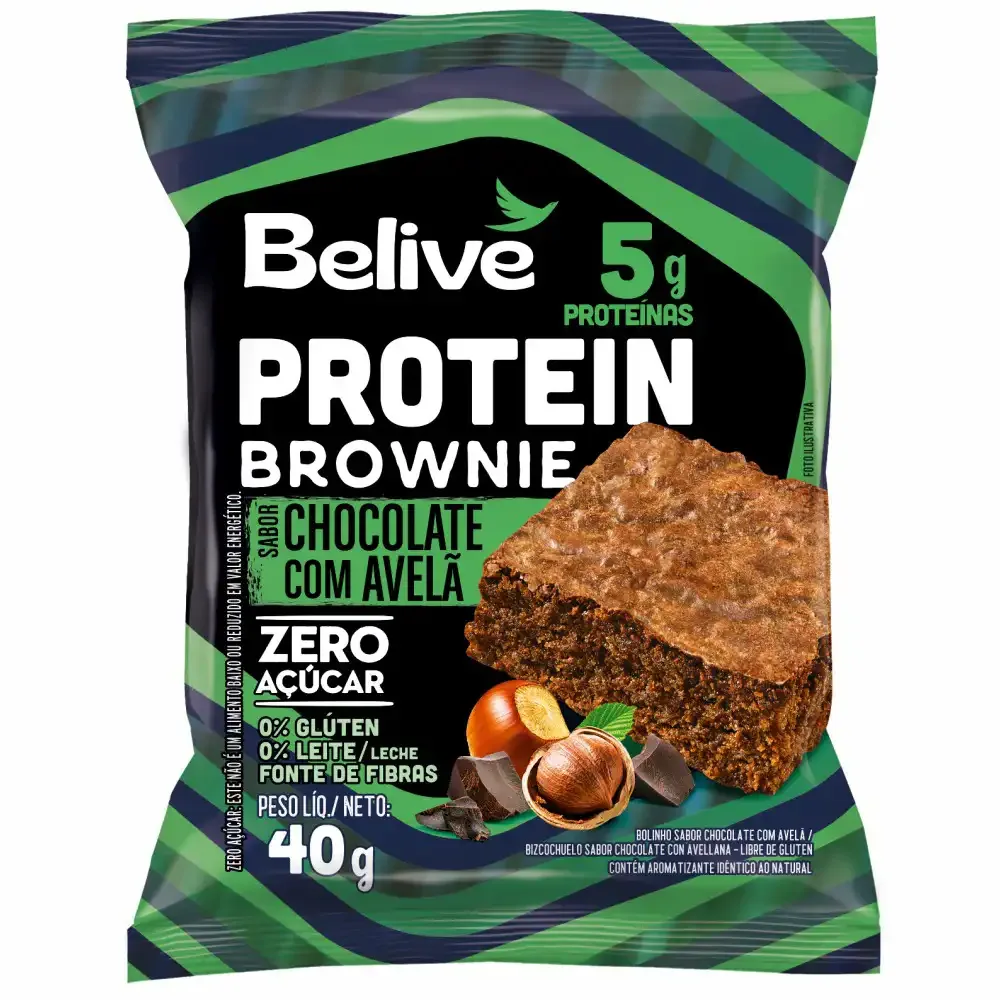 Belive
5g
PROTEÍNAS
PROTEIN
BROWNIE
SABOR
CHOCOLATE
COM AVELÃ
ZERO
AÇÚCAR
0% GLÚTEN
0% LEITE/LECHE
FONTE DE FIBRAS
PESO LÍQ./NETO:
40g
ZERO AÇÚCAR: ESTE NÃO É UM ALIMENTO BAIXO OU REDUZIDO EM VALOR ENERGÉTICO.
FOTO ILUSTRATIVA
BOLINHO SABOR CHOCOLATE COM AVELÃ /
BIZCOCHUELO SABOR CHOCOLATE CON AVELLANA - LIBRE DE GLUTEN
CONTÉM AROMATIZANTE IDÊNTICO AO NATURAL